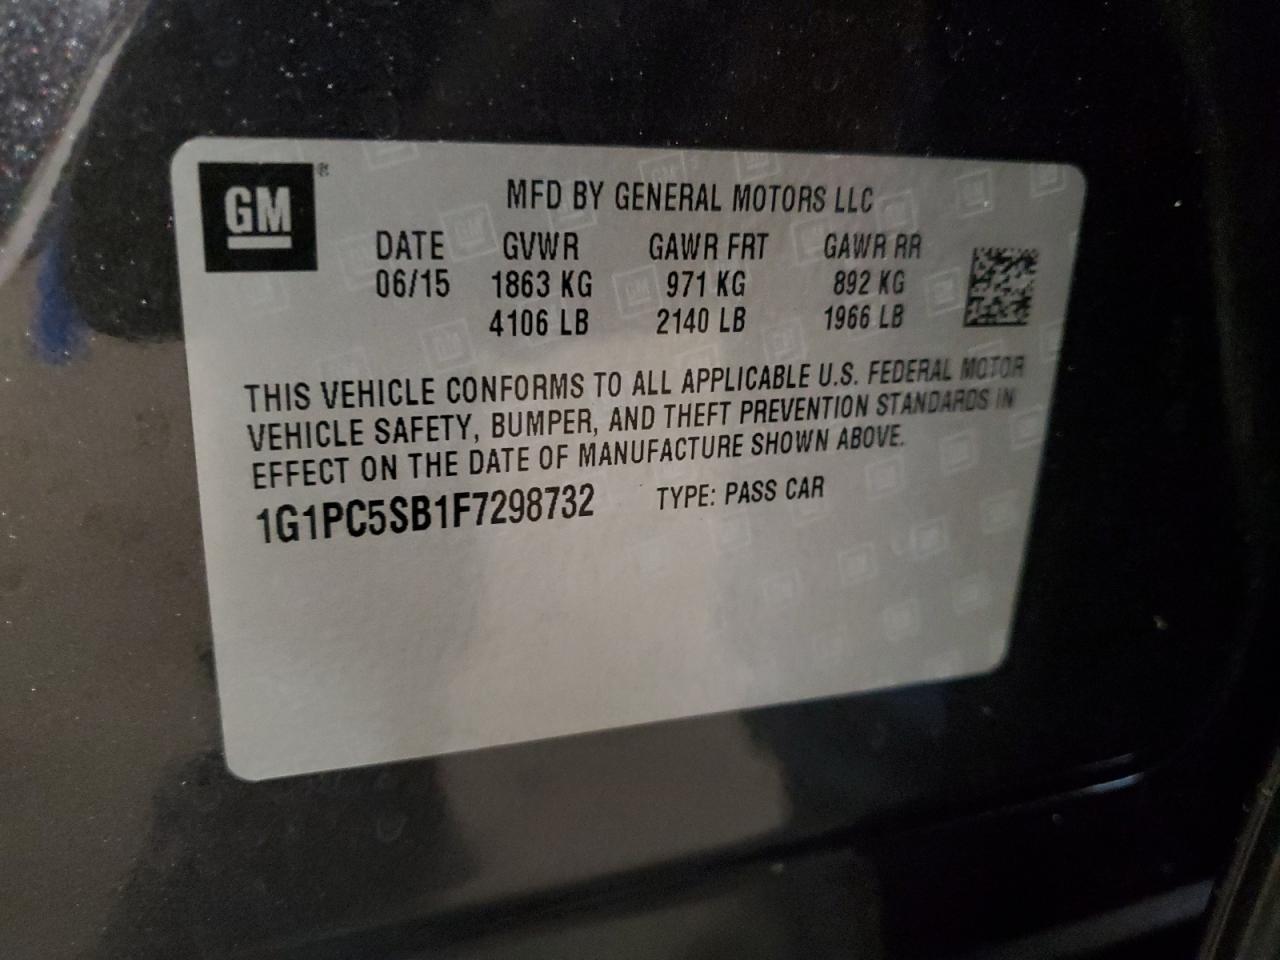 GM ®
MFD BY GENERAL MOTORS LLC
DATE GVWR GAWR FRT GAWR RR
06/15 1863 KG 971 KG 892 KG
4106 LB 2140 LB 1966 LB
THIS VEHICLE CONFORMS TO ALL APPLICABLE U.S. FEDERAL MOTOR
VEHICLE SAFETY, BUMPER, AND THEFT PREVENTION STANDARDS IN
EFFECT ON THE DATE OF MANUFACTURE SHOWN ABOVE.
1G1PC5SB1F7298732 TYPE: PASS CAR